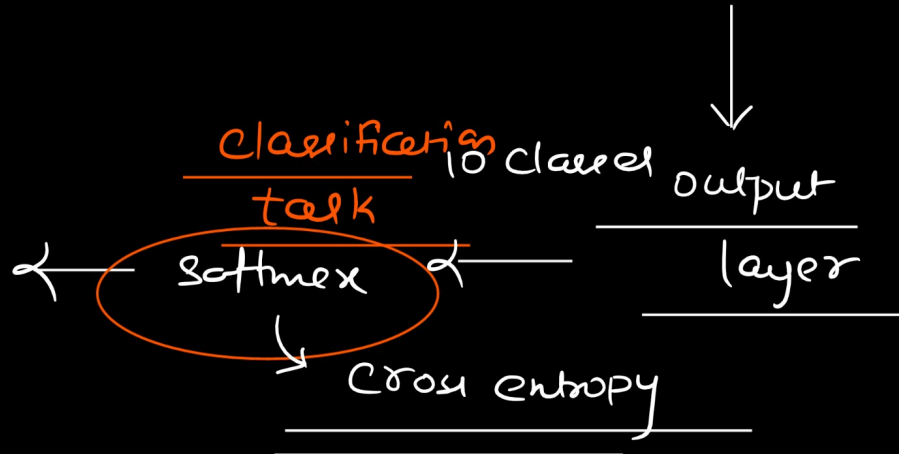 Classification
10 Classes
output
task
layer
Softmax
Cross entropy